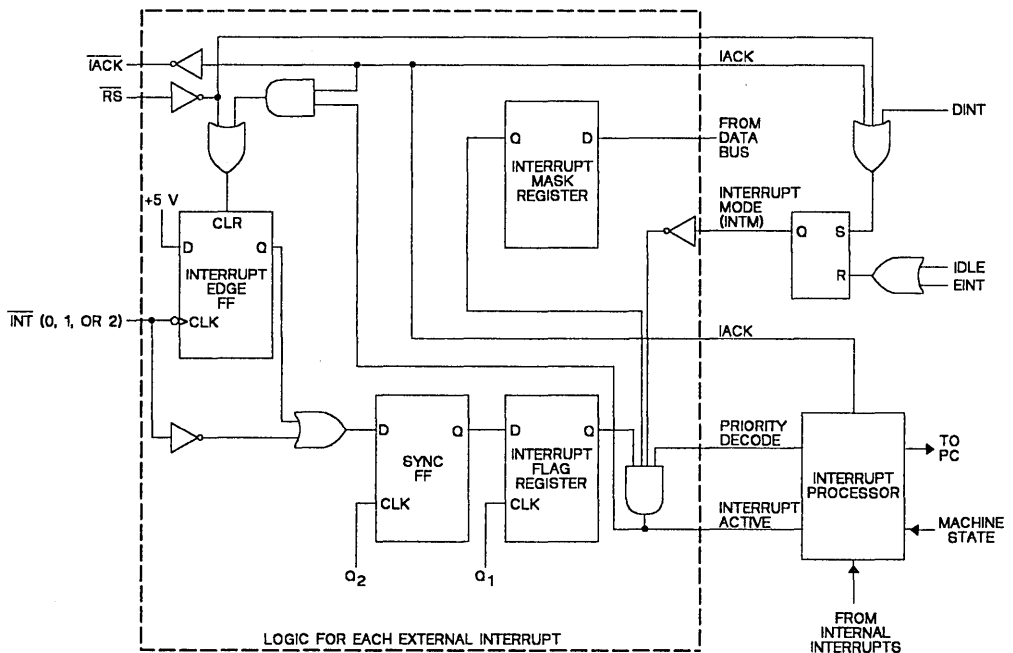 IACK
IACK
RS
DINT
FROM
DATA
BUS
Q D
INTERRUPT
MASK
REGISTER
INTERRUPT
MODE
(INTM)
+5 V
CLR
D Q
INTERRUPT
EDGE
FF
CLK
Q S
R
IDLE
EINT
INT (0, 1, OR 2)
IACK
D Q
SYNC
FF
CLK
D Q
INTERRUPT
FLAG
REGISTER
CLK
PRIORITY
DECODE
INTERRUPT
ACTIVE
INTERRUPT
PROCESSOR
TO
PC
MACHINE
STATE
Q2
Q1
FROM
INTERNAL
INTERRUPTS
LOGIC FOR EACH EXTERNAL INTERRUPT